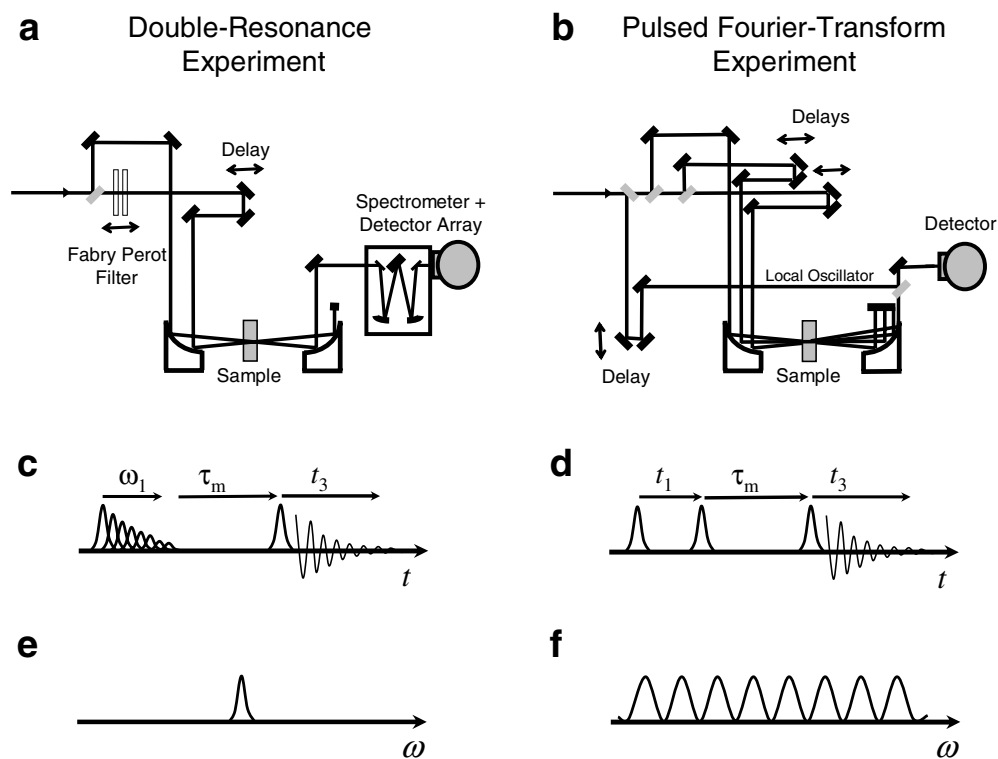 a
Double-Resonance
Experiment
b
Pulsed Fourier-Transform
Experiment
Delay
Fabry Perot
Filter
Spectrometer +
Detector Array
Sample
Delays
Detector
Local Oscillator
Delay
Sample
c
ω₁
τₘ
t₃
t
d
t₁
τₘ
t₃
t
e
ω
f
ω